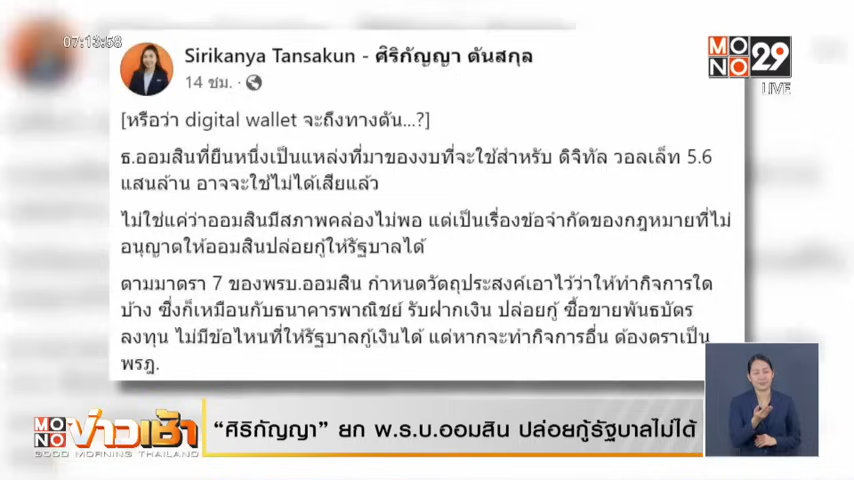 07:13:58
MONO 29
LIVE
Sirikanya Tansakun - ศิริกัญญา ตันสกุล
14 ชม. ·
[หรือว่า digital wallet จะถึงทางตัน...?]
ธ.ออมสินที่ยืนหนึ่งเป็นแหล่งที่มาของงบที่จะใช้สำหรับ ดิจิทัล วอลเล็ท 5.6
แสนล้าน อาจจะใช้ไม่ได้เสียแล้ว
ไม่ใช่แค่ว่าออมสินมีสภาพคล่องไม่พอ แต่เป็นเรื่องข้อจำกัดของกฎหมายที่ไม่
อนุญาตให้ออมสินปล่อยกู้ให้รัฐบาลได้
ตามมาตรา 7 ของพรบ.ออมสิน กำหนดวัตถุประสงค์เอาไว้ว่าให้ทำกิจการใด
บ้าง ซึ่งก็เหมือนกับธนาคารพาณิชย์ รับฝากเงิน ปล่อยกู้ ซื้อขายพันธบัตร
ลงทุน ไม่มีข้อไหนที่ให้รัฐบาลกู้เงินได้ แต่หากจะทำกิจการอื่น ต้องตราเป็น
พรฎ.
MONO ข่าวเช้า
GOOD MORNING THAILAND
“ศิริกัญญา” ยก พ.ร.บ.ออมสิน ปล่อยกู้รัฐบาลไม่ได้